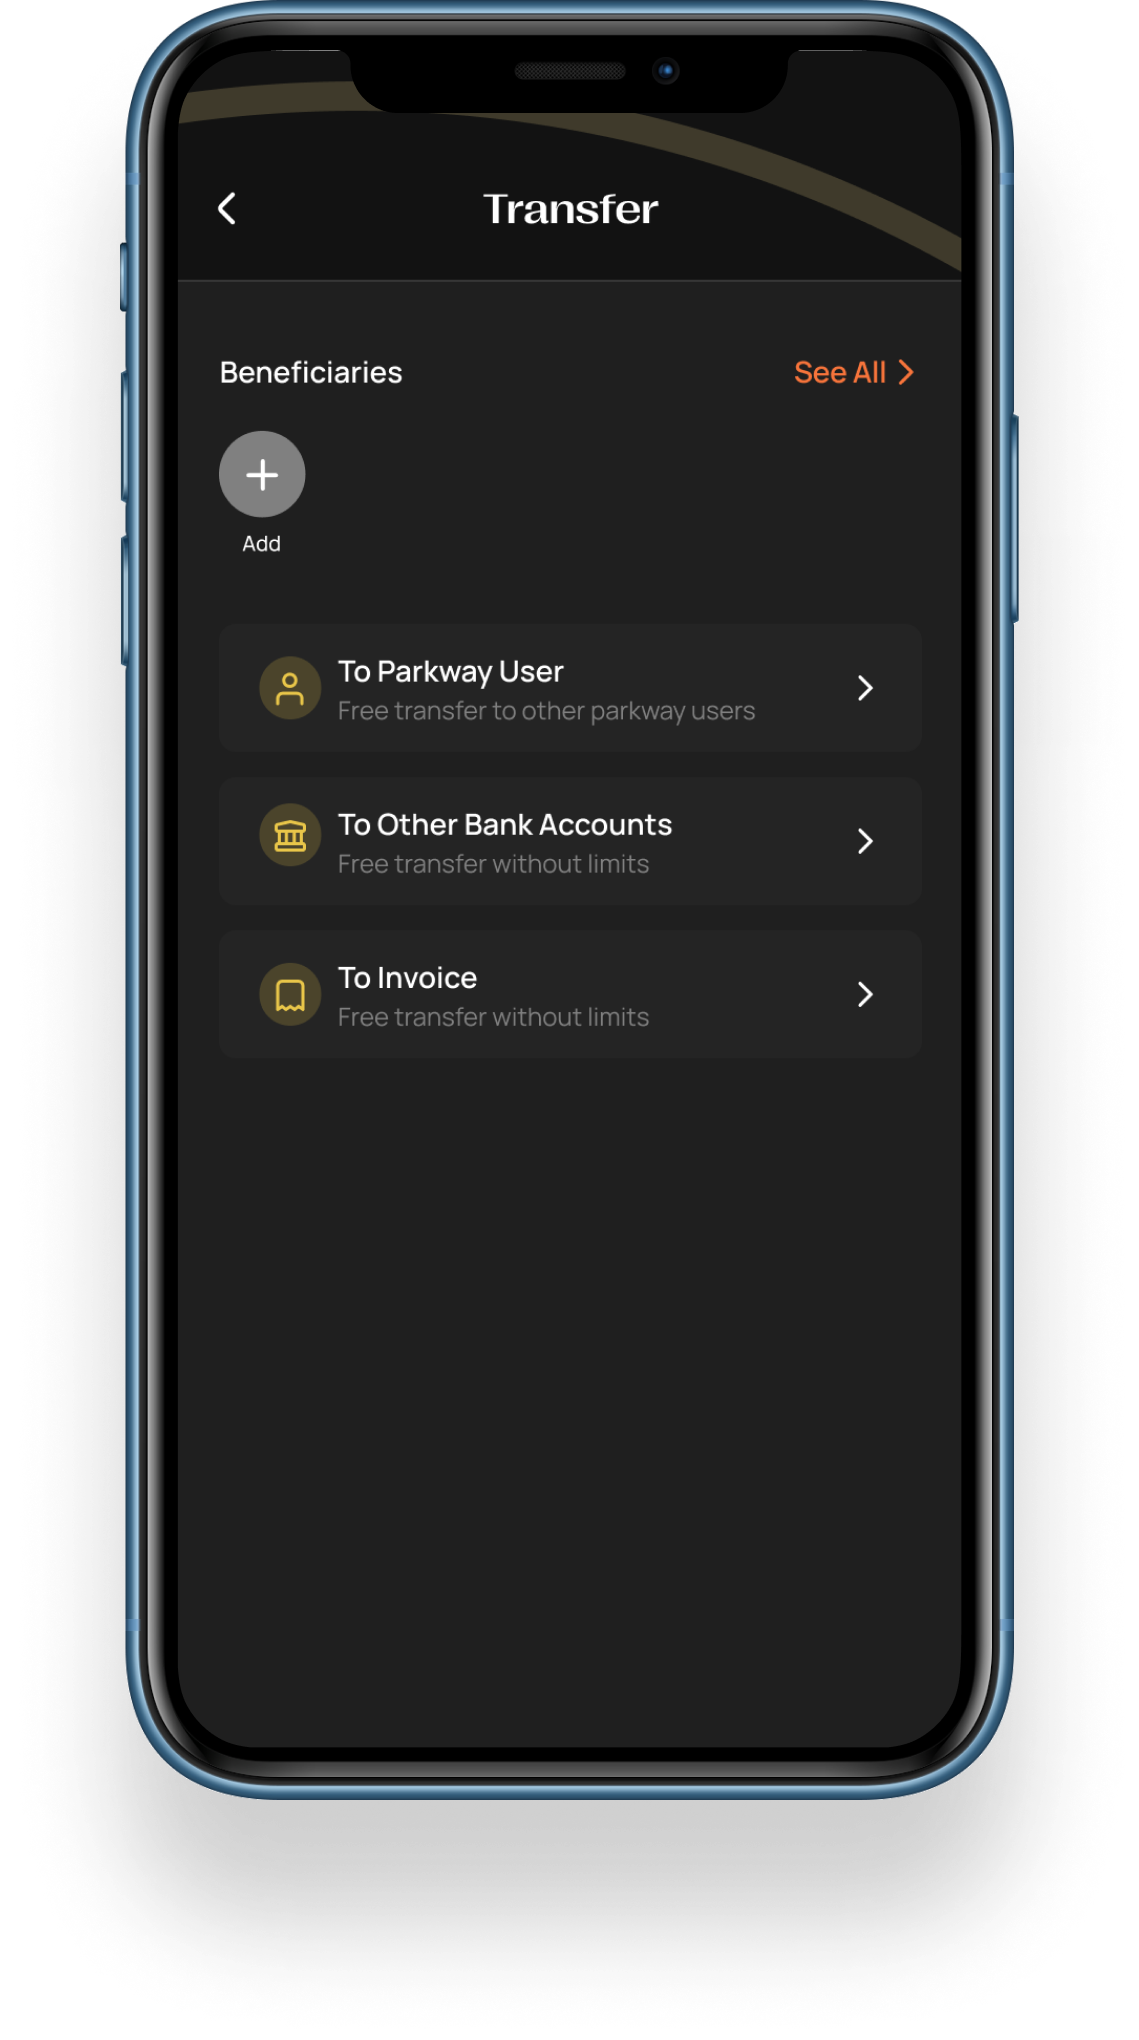 Transfer
Beneficiaries
See All
Add
To Parkway User
Free transfer to other parkway users
To Other Bank Accounts
Free transfer without limits
To Invoice
Free transfer without limits